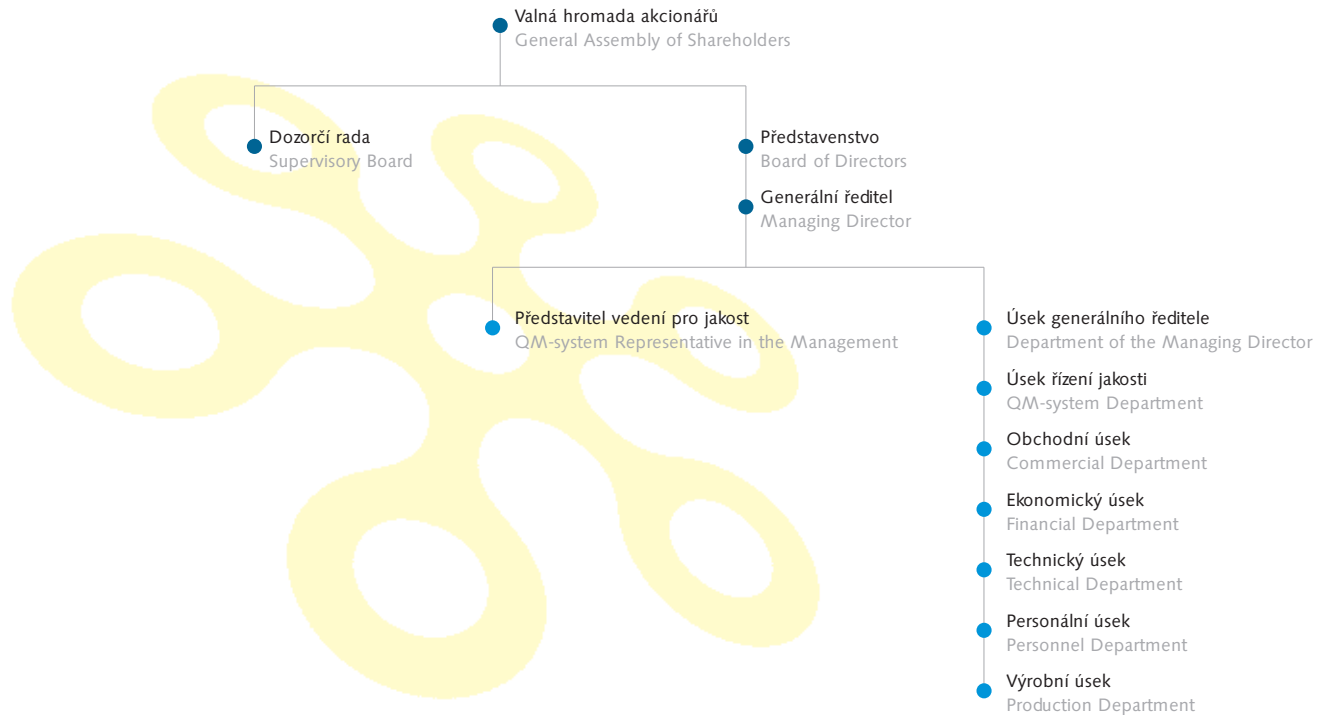 Valná hromada akcionářů
General Assembly of Shareholders
Dozorčí rada
Supervisory Board
Představenstvo
Board of Directors
Generální ředitel
Managing Director
Představitel vedení pro jakost
QM-system Representative in the Management
Úsek generálního ředitele
Department of the Managing Director
Úsek řízení jakosti
QM-system Department
Obchodní úsek
Commercial Department
Ekonomický úsek
Financial Department
Technický úsek
Technical Department
Personální úsek
Personnel Department
Výrobní úsek
Production Department